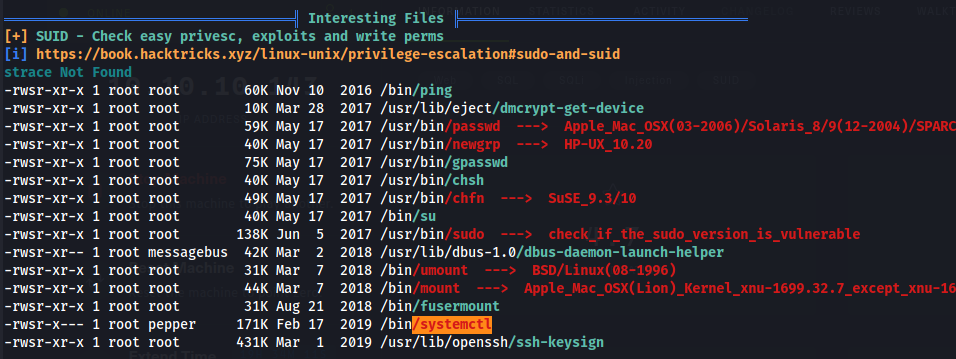 Interesting Files
[+] SUID - Check easy privesc, exploits and write perms
[i] https://book.hacktricks.xyz/linux-unix/privilege-escalation#sudo-and-suid
strace Not Found
-rwsr-xr-x 1 root root 60K Nov 10 2016 /bin/ping
-rwsr-xr-x 1 root root 10K Mar 28 2017 /usr/lib/eject/dmcrypt-get-device
-rwsr-xr-x 1 root root 59K May 17 2017 /usr/bin/passwd ---> Apple_Mac_OSX(03-2006)/Solaris_8/9(12-2004)/SPARC
-rwsr-xr-x 1 root root 40K May 17 2017 /usr/bin/newgrp ---> HP-UX_10.20
-rwsr-xr-x 1 root root 75K May 17 2017 /usr/bin/gpasswd
-rwsr-xr-x 1 root root 40K May 17 2017 /usr/bin/chsh
-rwsr-xr-x 1 root root 49K May 17 2017 /usr/bin/chfn ---> SuSE_9.3/10
-rwsr-xr-x 1 root root 40K May 17 2017 /bin/su
-rwsr-xr-x 1 root root 138K Jun 5 2017 /usr/bin/sudo ---> check_if_the_sudo_version_is_vulnerable
-rwsr-xr-- 1 root messagebus 42K Mar 2 2018 /usr/lib/dbus-1.0/dbus-daemon-launch-helper
-rwsr-xr-x 1 root root 31K Mar 7 2018 /bin/umount ---> BSD/Linux(08-1996)
-rwsr-xr-x 1 root root 44K Mar 7 2018 /bin/mount ---> Apple_Mac_OSX(Lion)_Kernel_xnu-1699.32.7_except_xnu-16
-rwsr-xr-x 1 root root 31K Aug 21 2018 /bin/fusermount
-rwsr-x--- 1 root pepper 171K Feb 17 2019 /bin/systemctl
-rwsr-xr-x 1 root root 431K Mar 1 2019 /usr/lib/openssh/ssh-keysign